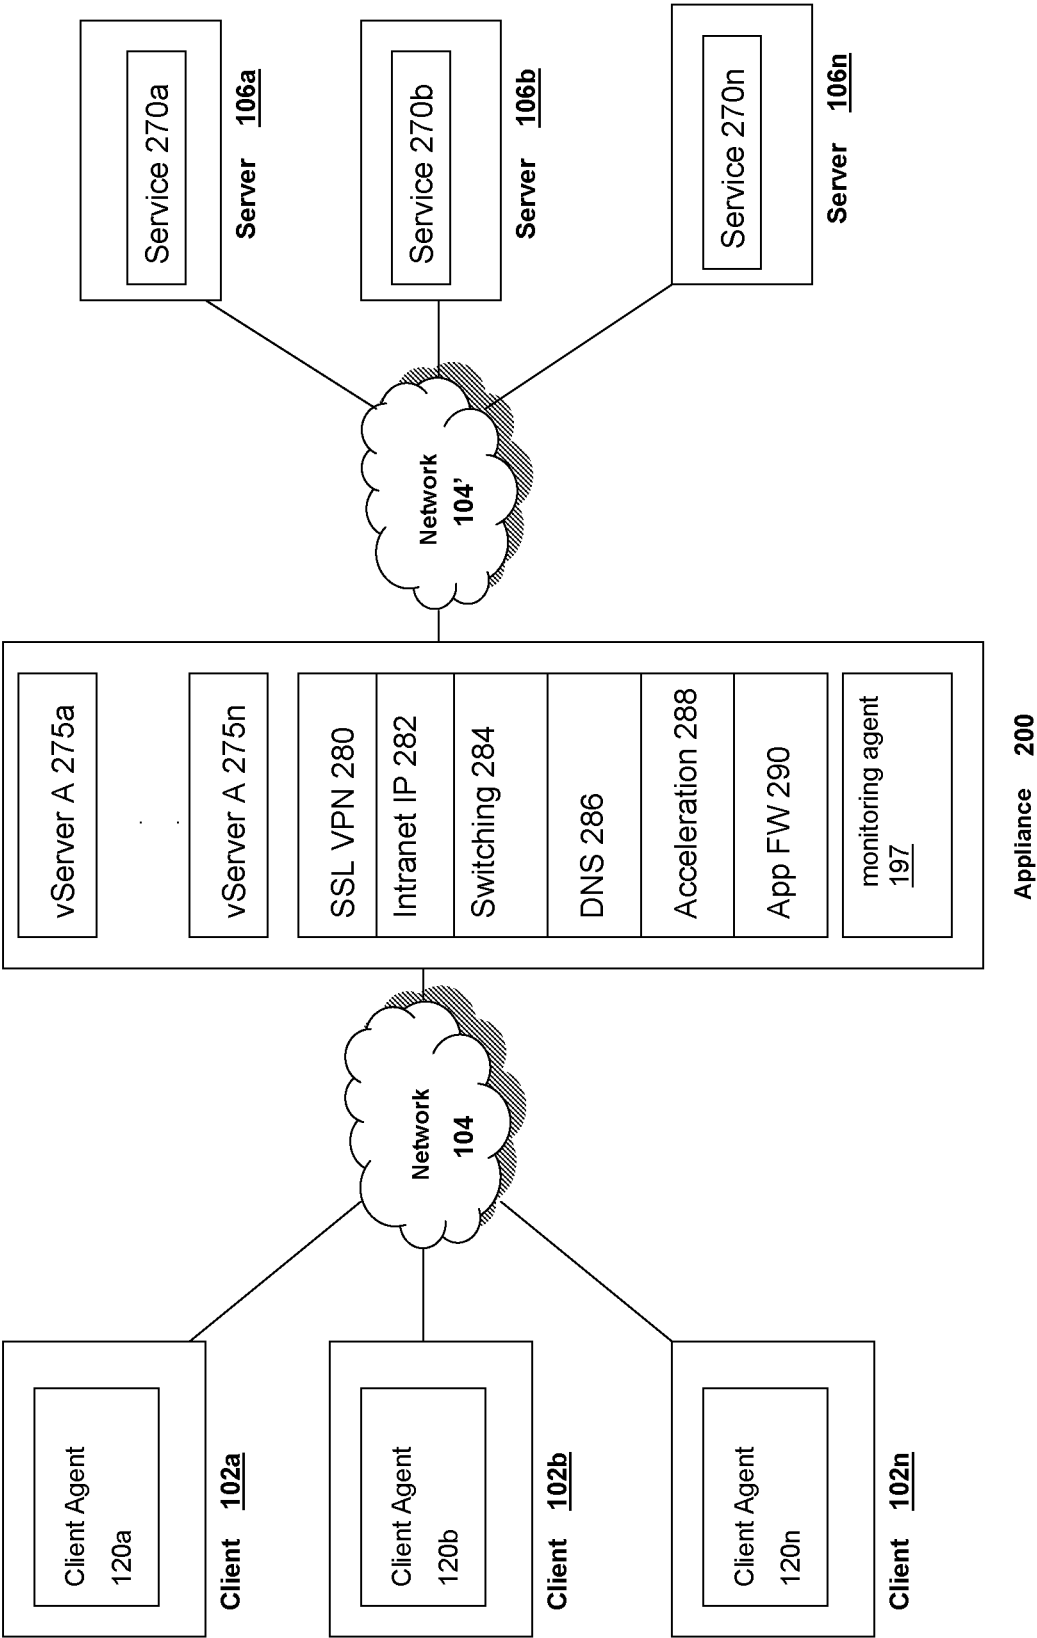 Client Agent
120a
Client 102a
Client Agent
120b
Client 102b
Client Agent
120n
Client 102n
Network
104
vServer A 275a
. .
vServer A 275n
SSL VPN 280
Intranet IP 282
Switching 284
DNS 286
Acceleration 288
App FW 290
monitoring agent
197
Appliance 200
Network
104’
Service 270a
Server 106a
Service 270b
Server 106b
Service 270n
Server 106n